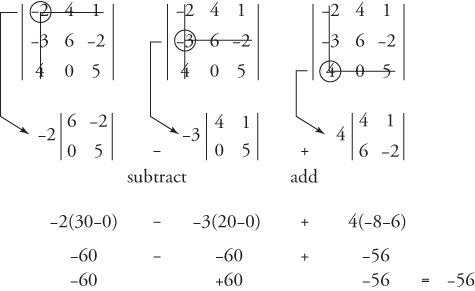 -2 4 1 -2 4 1 -2 4 1
-3 6 -2 -3 6 -2 -3 6 -2
4 0 5 4 0 5 4 0 5
-2 6 -2 -3 4 1 4 4 1
0 5 – 0 5 + 6 -2
subtract add
-2(30-0) – -3(20-0) + 4(-8-6)
-60 – -60 + -56
-60 +60 -56 = -56